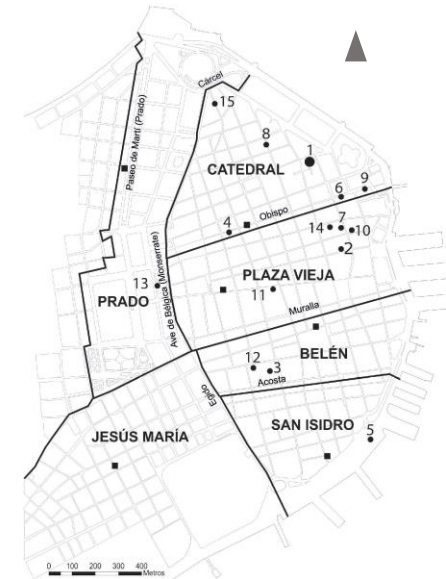 Cárcel
15
Paseo de Martí (Prado)
8
1
CATEDRAL
9
6
Obispo
4
14
7
10
2
13
PLAZA VIEJA
PRADO
11
Ave de Bélgica (Monserrate)
Muralla
BELÉN
12
3
Acosta
Egido
SAN ISIDRO
JESÚS MARÍA
5
0 100 200 300 400
Metros